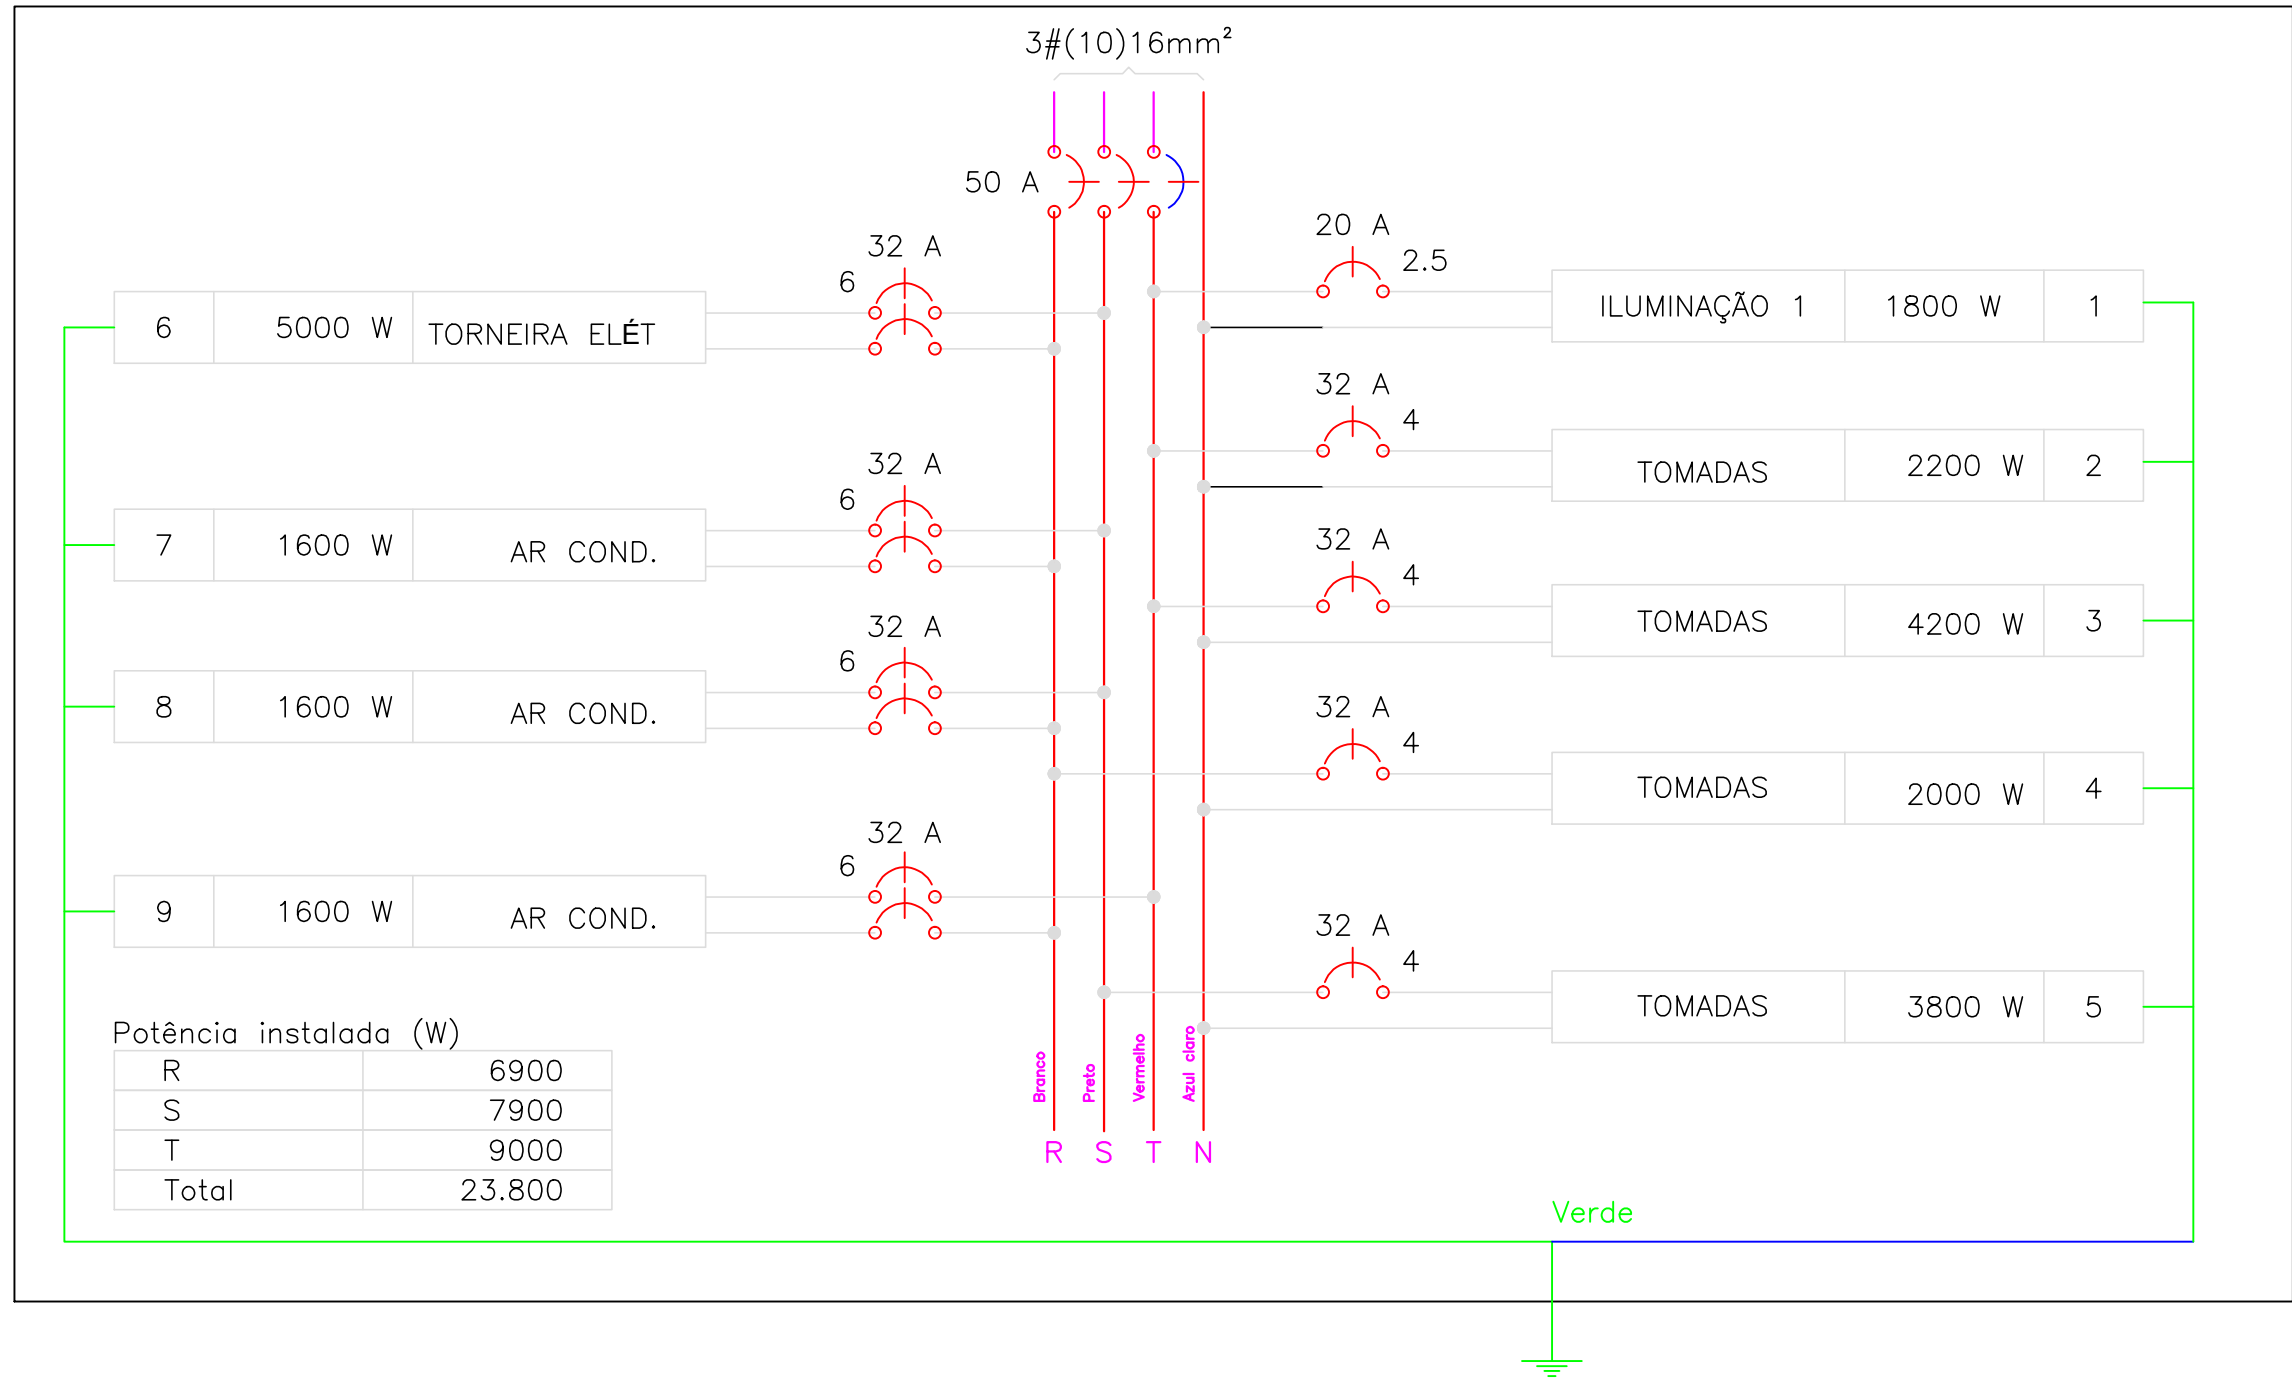 3#(10)16mm²
50 A
32 A
6
6 5000 W TORNEIRA ELÉT
32 A
6
7 1600 W AR COND.
32 A
6
8 1600 W AR COND.
32 A
6
9 1600 W AR COND.
20 A
2.5
ILUMINAÇÃO 1 1800 W 1
32 A
4
TOMADAS 2200 W 2
32 A
4
TOMADAS 4200 W 3
32 A
4
TOMADAS 2000 W 4
32 A
4
TOMADAS 3800 W 5
Potência instalada (W)
R 6900
S 7900
T 9000
Total 23.800
Branco
Preto
Vermelho
Azul claro
R S T N
Verde